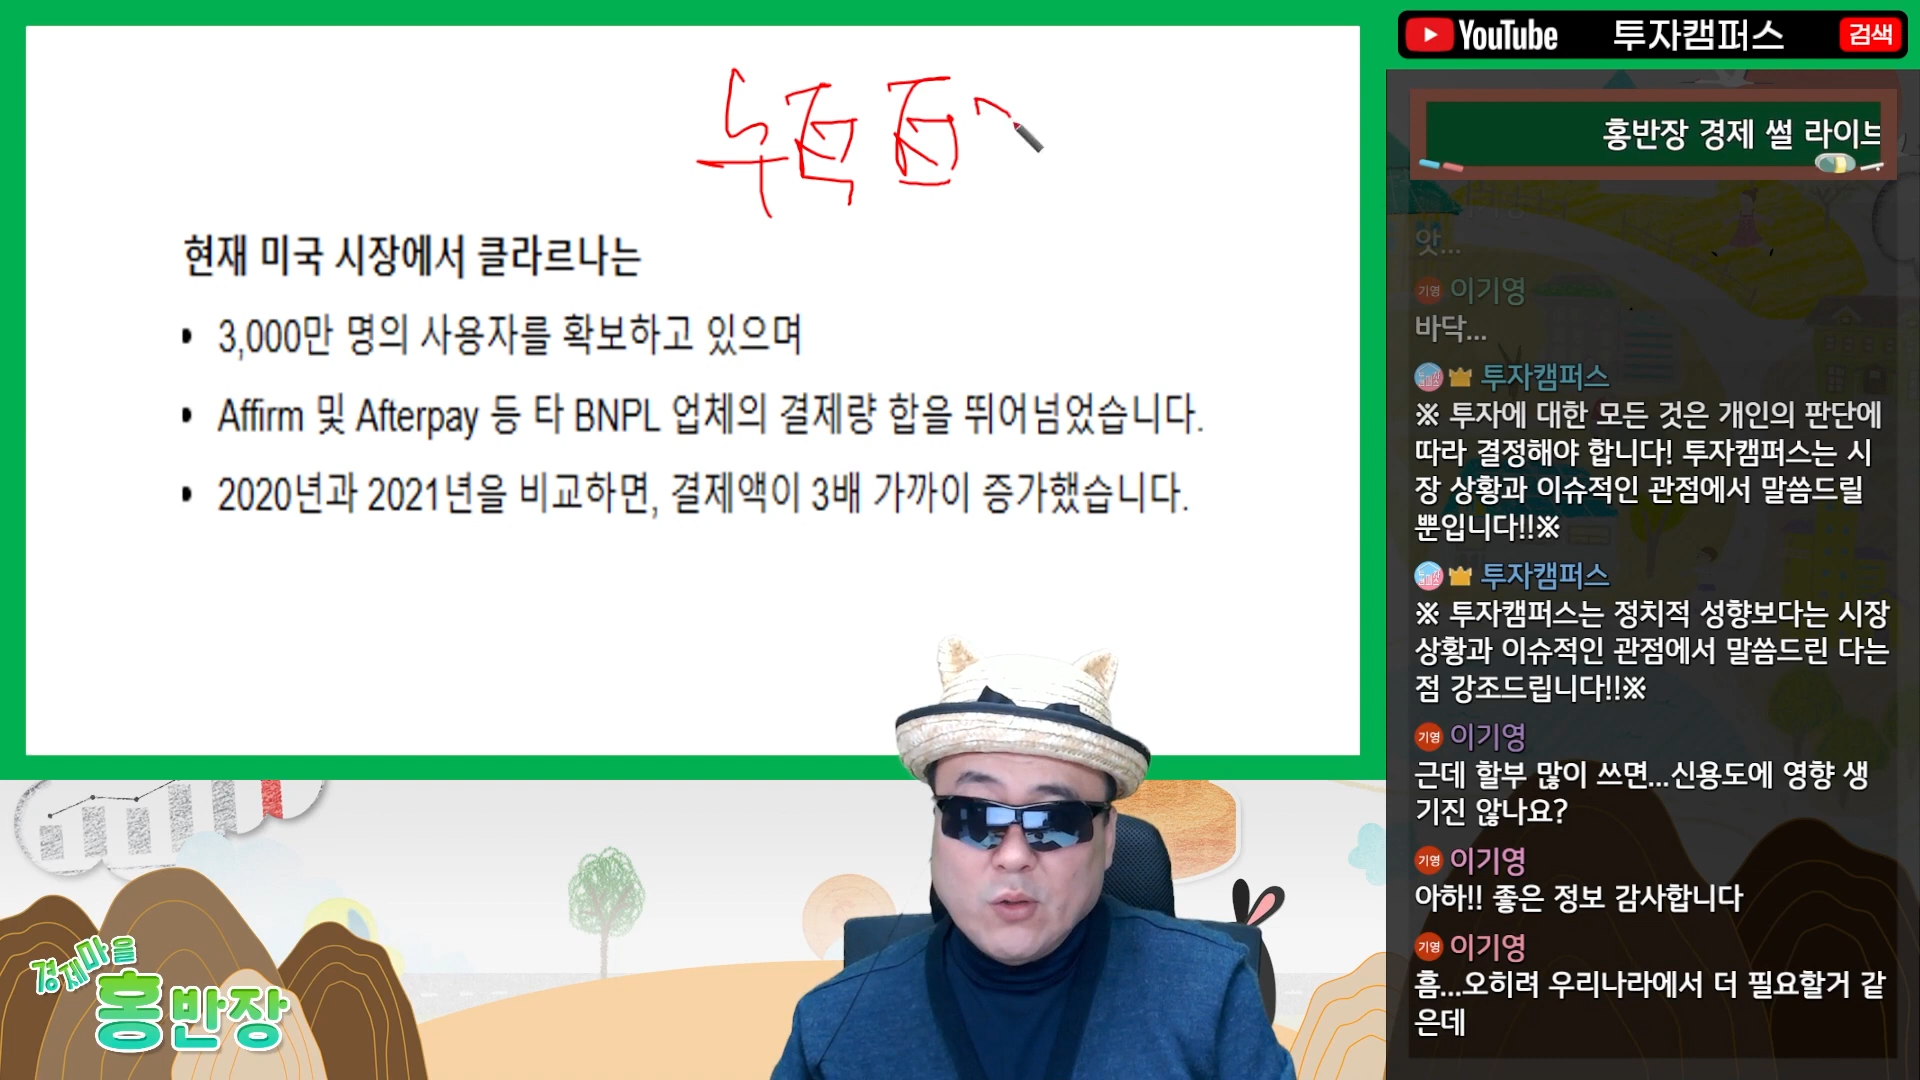 YouTube 투자캠퍼스 검색
홍반장 경제 썰 라이브
현재 미국 시장에서 클라르나는
• 3,000만 명의 사용자를 확보하고 있으며
• Affirm 및 Afterpay 등 타 BNPL 업체의 결제량 합을 뛰어넘었습니다.
• 2020년과 2021년을 비교하면, 결제액이 3배 가까이 증가했습니다.
경제마을
홍반장
앗...
기영 이기영
바닥...
투자캠퍼스
※ 투자에 대한 모든 것은 개인의 판단에
따라 결정해야 합니다! 투자캠퍼스는 시
장 상황과 이슈적인 관점에서 말씀드릴
뿐입니다!!※
투자캠퍼스
※ 투자캠퍼스는 정치적 성향보다는 시장
상황과 이슈적인 관점에서 말씀드린 다는
점 강조드립니다!!※
기영 이기영
근데 할부 많이 쓰면...신용도에 영향 생
기진 않나요?
기영 이기영
아하!! 좋은 정보 감사합니다
기영 이기영
흠...오히려 우리나라에서 더 필요할거 같
은데